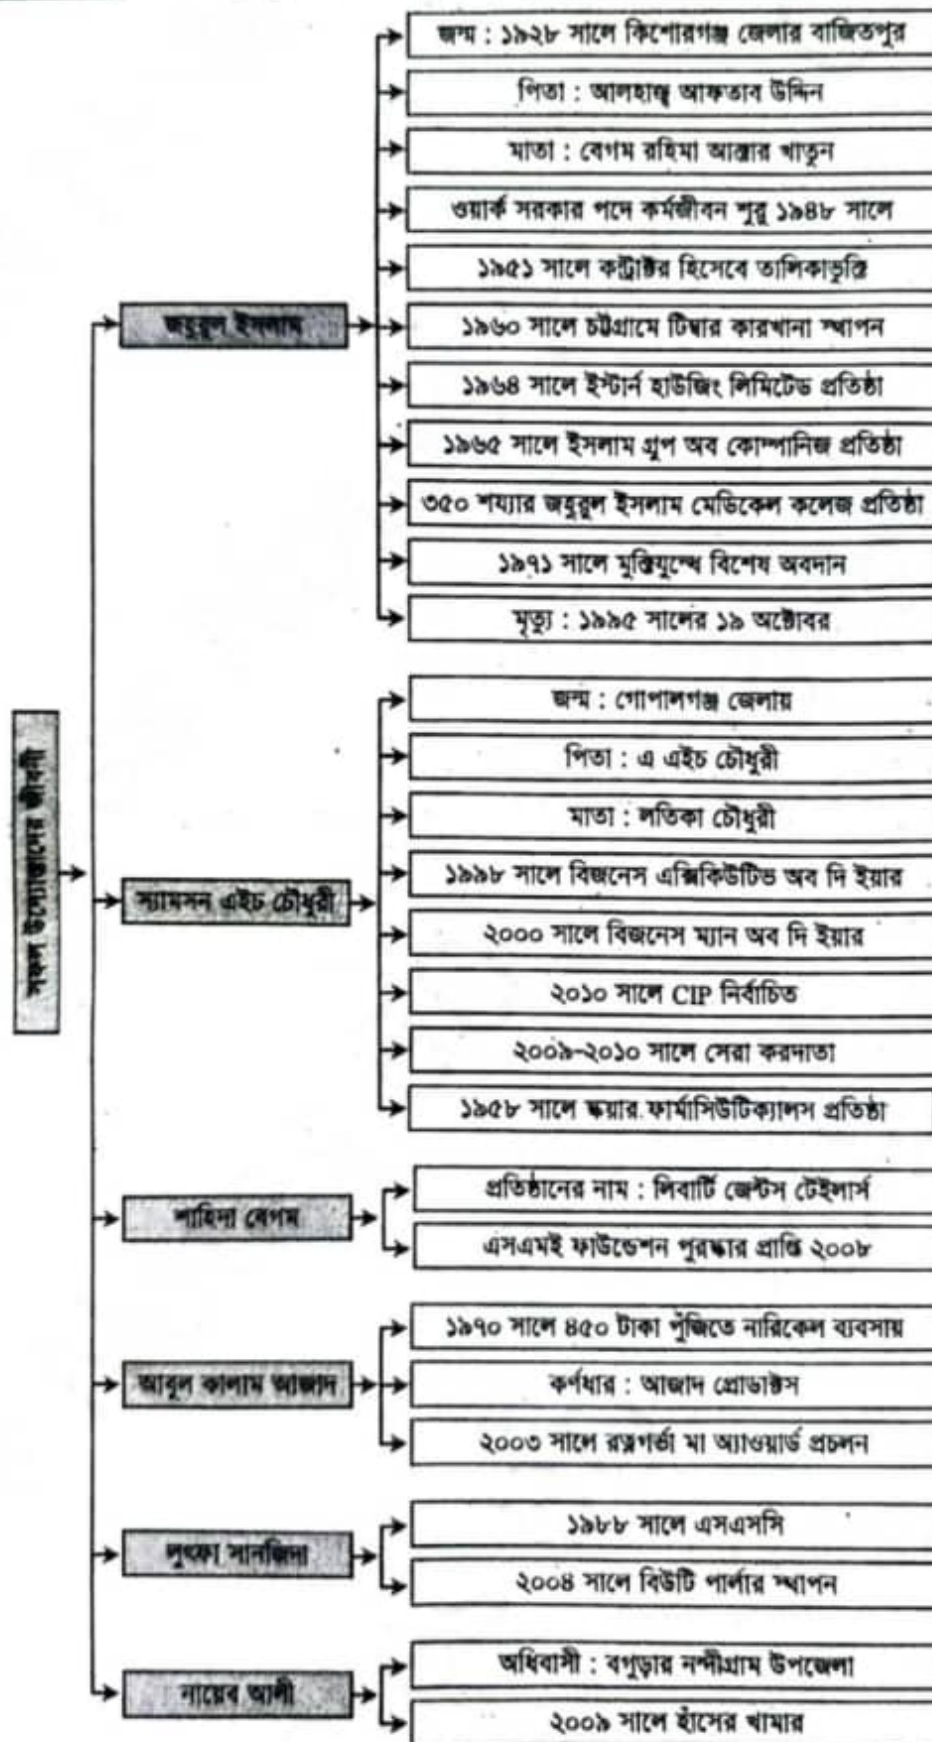 সফল উদ্যোক্তাদের জীবনী
জহুরুল ইসলাম
জন্ম : ১৯২৮ সালে কিশোরগঞ্জ জেলার বাজিতপুর
পিতা : আলহাজ্ব আফতাব উদ্দিন
মাতা : বেগম রহিমা আক্তার খাতুন
ওয়ার্ক সরকার পদে কর্মজীবন শুরু ১৯৪৮ সালে
১৯৫১ সালে কন্ট্রাক্টর হিসেবে তালিকাভুক্তি
১৯৬০ সালে চট্টগ্রামে টিম্বার কারখানা স্থাপন
১৯৬৪ সালে ইস্টার্ন হাউজিং লিমিটেড প্রতিষ্ঠা
১৯৬৫ সালে ইসলাম গ্রুপ অব কোম্পানিজ প্রতিষ্ঠা
৩৫০ শয্যার জহুরুল ইসলাম মেডিকেল কলেজ প্রতিষ্ঠা
১৯৭১ সালে মুক্তিযুদ্ধে বিশেষ অবদান
মৃত্যু : ১৯৯৫ সালের ১৯ অক্টোবর
স্যামসন এইচ চৌধুরী
জন্ম : গোপালগঞ্জ জেলায়
পিতা : এ এইচ চৌধুরী
মাতা : লতিকা চৌধুরী
১৯৯৮ সালে বিজনেস এক্সিকিউটিভ অব দি ইয়ার
২০০০ সালে বিজনেস ম্যান অব দি ইয়ার
২০১০ সালে CIP নির্বাচিত
২০০৯-২০১০ সালে সেরা করদাতা
১৯৫৮ সালে স্কয়ার ফার্মাসিউটিক্যালস প্রতিষ্ঠা
শাহিদা বেগম
প্রতিষ্ঠানের নাম : লিবার্টি জেন্টস টেইলার্স
এসএমই ফাউন্ডেশন পুরস্কার প্রাপ্তি ২০০৮
আবুল কালাম আজাদ
১৯৭০ সালে ৪৫০ টাকা পুঁজিতে নারিকেল ব্যবসায়
কর্ণধার : আজাদ প্রোডাক্টস
২০০৩ সালে রত্নগর্ভা মা অ্যাওয়ার্ড প্রচলন
লুৎফা সানজিদা
১৯৮৮ সালে এসএসসি
২০০৪ সালে বিউটি পার্লার স্থাপন
নায়েব আলী
অধিবাসী : বগুড়ার নন্দীগ্রাম উপজেলা
২০০৯ সালে হাঁসের খামার